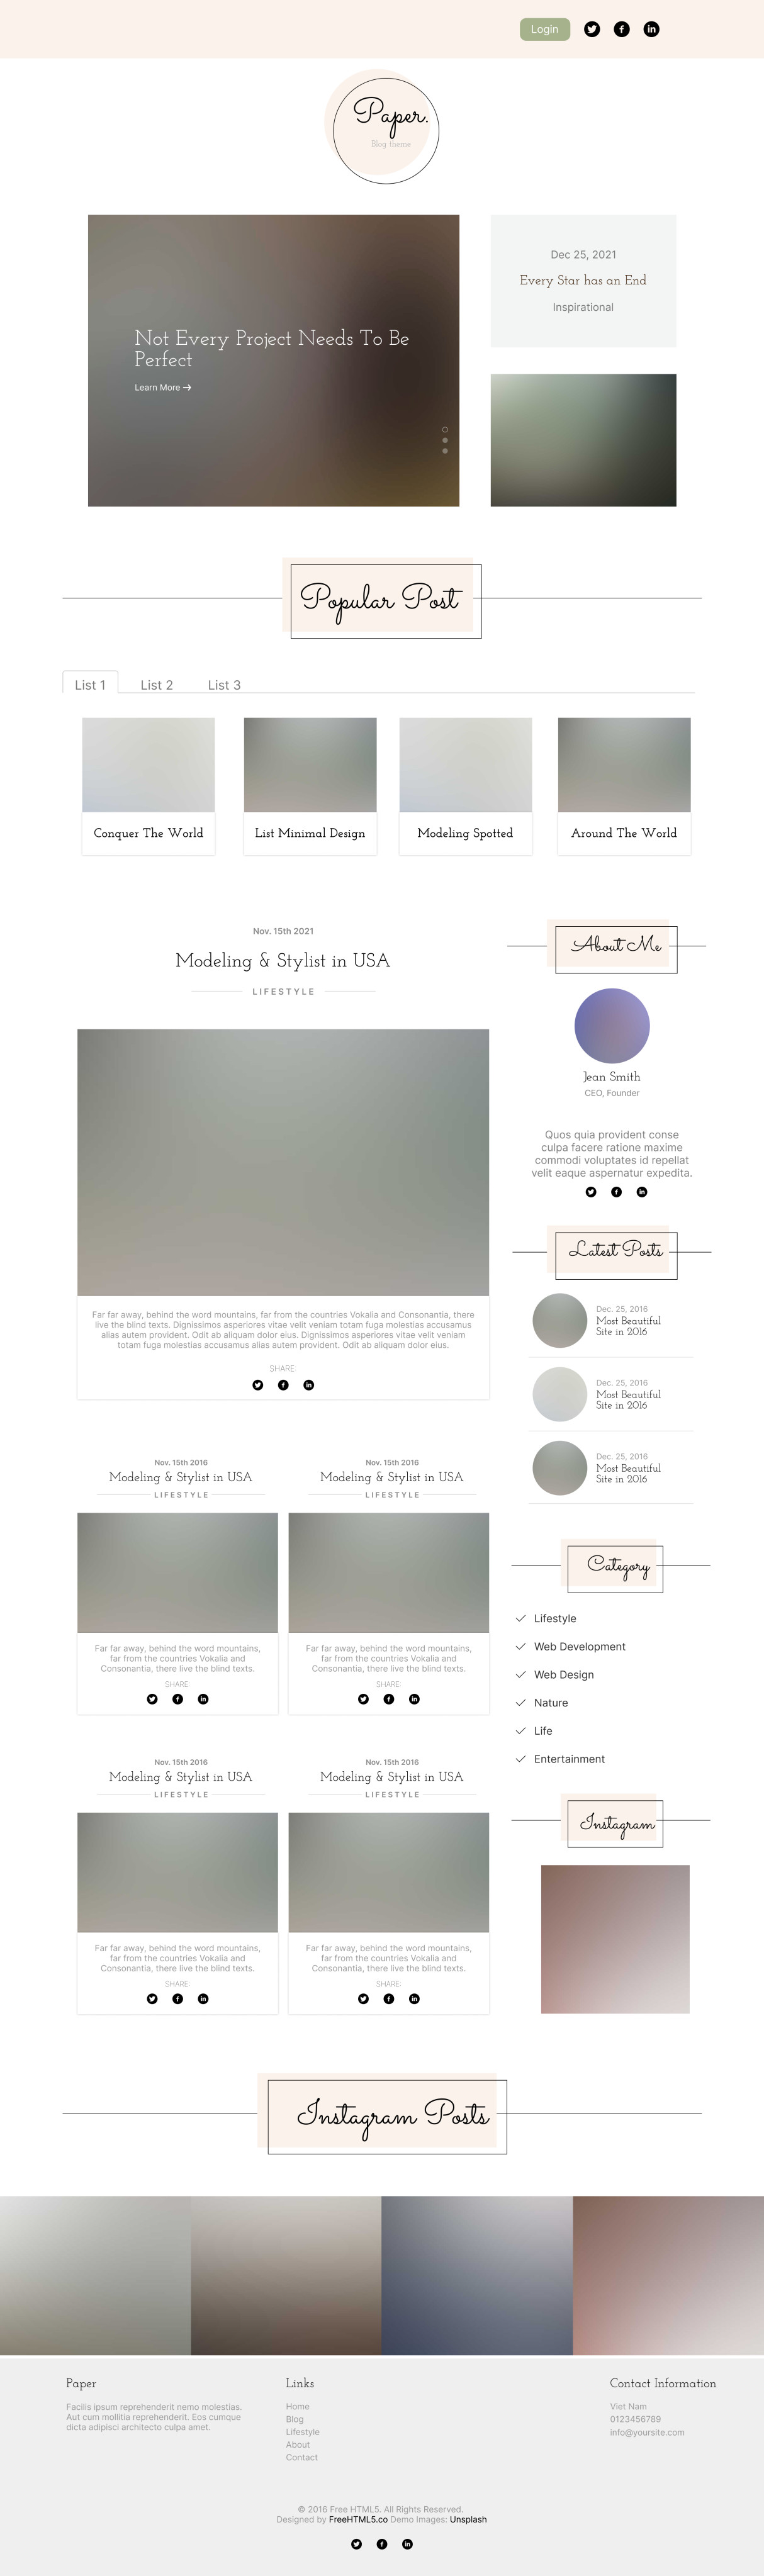 Login
Paper.
Blog theme
Not Every Project Needs To Be
Perfect
Learn More
Dec 25, 2021
Every Star has an End
Inspirational
Popular Post
List 1
List 2
List 3
Conquer The World
List Minimal Design
Modeling Spotted
Around The World
Nov. 15th 2021
Modeling & Stylist in USA
LIFESTYLE
Far far away, behind the word mountains, far from the countries Vokalia and Consonantia, there
live the blind texts. Dignissimos asperiores vitae velit veniam totam fuga molestias accusamus
alias autem provident. Odit ab aliquam dolor eius. Dignissimos asperiores vitae velit veniam
totam fuga molestias accusamus alias autem provident. Odit ab aliquam dolor eius.
SHARE:
Nov. 15th 2016
Modeling & Stylist in USA
LIFESTYLE
Far far away, behind the word mountains,
far from the countries Vokalia and
Consonantia, there live the blind texts.
SHARE:
Nov. 15th 2016
Modeling & Stylist in USA
LIFESTYLE
Far far away, behind the word mountains,
far from the countries Vokalia and
Consonantia, there live the blind texts.
SHARE:
Nov. 15th 2016
Modeling & Stylist in USA
LIFESTYLE
Far far away, behind the word mountains,
far from the countries Vokalia and
Consonantia, there live the blind texts.
SHARE:
Nov. 15th 2016
Modeling & Stylist in USA
LIFESTYLE
Far far away, behind the word mountains,
far from the countries Vokalia and
Consonantia, there live the blind texts.
SHARE:
About Me
Jean Smith
CEO, Founder
Quos quia provident conse
culpa facere ratione maxime
commodi voluptates id repellat
velit eaque aspernatur expedita.
Latest Posts
Dec. 25, 2016
Most Beautiful
Site in 2016
Dec. 25, 2016
Most Beautiful
Site in 2016
Dec. 25, 2016
Most Beautiful
Site in 2016
Category
Lifestyle
Web Development
Web Design
Nature
Life
Entertainment
Instagram
Instagram Posts
Paper
Facilis ipsum reprehenderit nemo molestias.
Aut cum mollitia reprehenderit. Eos cumque
dicta adipisci architecto culpa amet.
Links
Home
Blog
Lifestyle
About
Contact
Contact Information
Viet Nam
0123456789
info@yoursite.com
© 2016 Free HTML5. All Rights Reserved.
Designed by FreeHTML5.co Demo Images: Unsplash